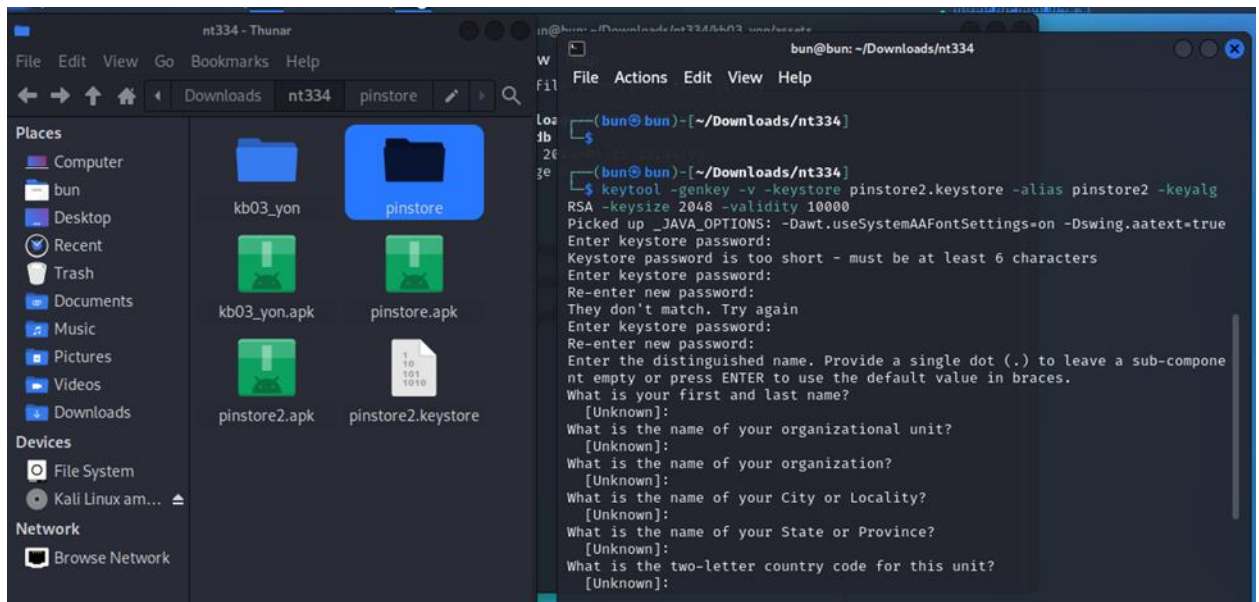 nt334 - Thunar
File Edit View Go Bookmarks Help
Downloads nt334 pinstore
Places
Computer
bun
Desktop
Recent
Trash
Documents
Music
Pictures
Videos
Downloads
Devices
File System
Kali Linux am...
Network
Browse Network
kb03_yon
pinstore
kb03_yon.apk
pinstore.apk
1
10
101
1010
pinstore2.apk
pinstore2.keystore
bun@bun: ~/Downloads/nt334
File Actions Edit View Help
(bun㉿bun)-[~/Downloads/nt334]
$
(bun㉿bun)-[~/Downloads/nt334]
$ keytool -genkey -v -keystore pinstore2.keystore -alias pinstore2 -keyalg
RSA -keysize 2048 -validity 10000
Picked up _JAVA_OPTIONS: -Dawt.useSystemAAFontSettings=on -Dswing.aatext=true
Enter keystore password:
Keystore password is too short - must be at least 6 characters
Enter keystore password:
Re-enter new password:
They don't match. Try again
Enter keystore password:
Re-enter new password:
Enter the distinguished name. Provide a single dot (.) to leave a sub-compone
nt empty or press ENTER to use the default value in braces.
What is your first and last name?
[Unknown]:
What is the name of your organizational unit?
[Unknown]:
What is the name of your organization?
[Unknown]:
What is the name of your City or Locality?
[Unknown]:
What is the name of your State or Province?
[Unknown]:
What is the two-letter country code for this unit?
[Unknown]: